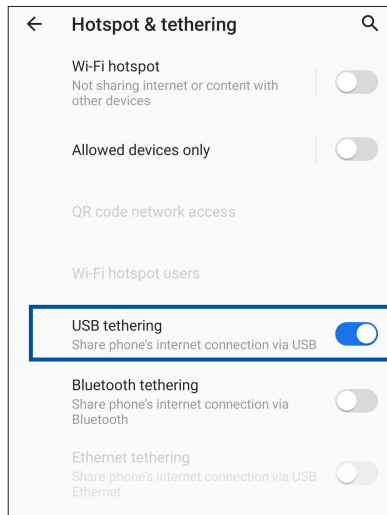 Hotspot & tethering
Wi-Fi hotspot
Not sharing internet or content with
other devices
Allowed devices only
QR code network access
Wi-Fi hotspot users
USB tethering
Share phone's internet connection via USB
Bluetooth tethering
Share phone's internet connection via
Bluetooth
Ethernet tethering
Share phone's internet connection via USB
Ethernet